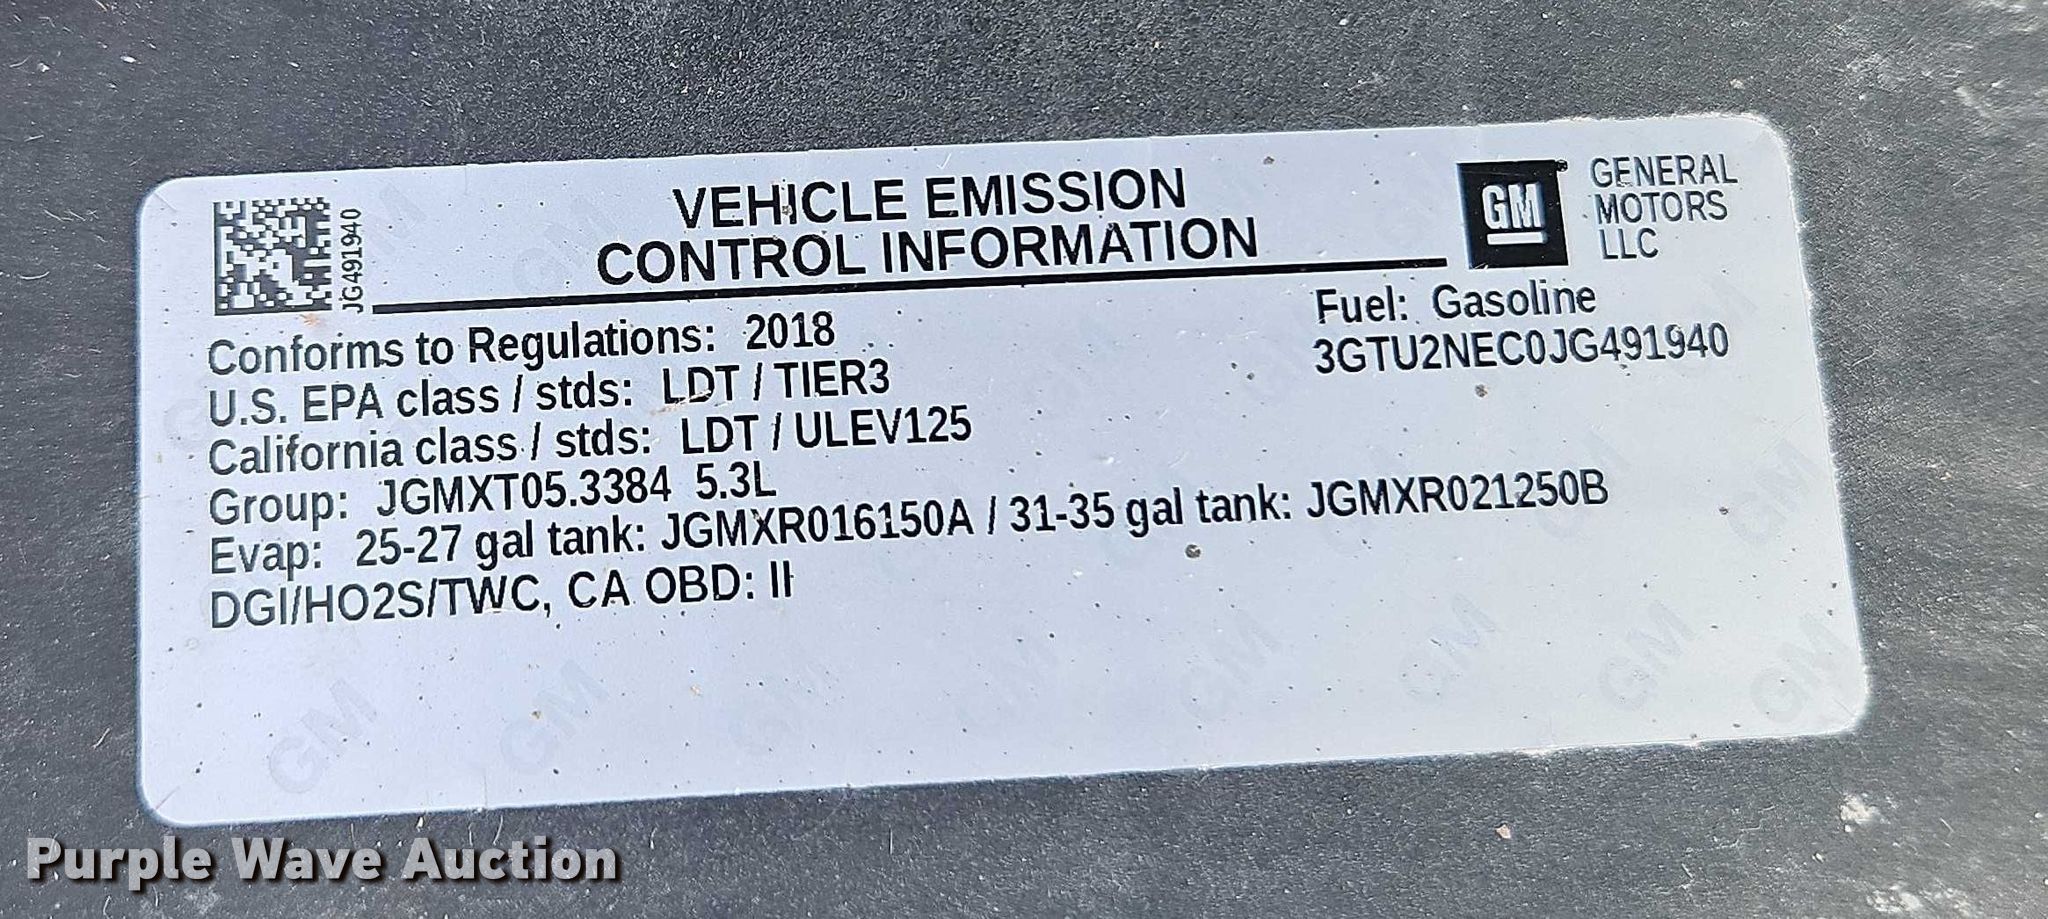 JG491940
VEHICLE EMISSION
CONTROL INFORMATION
GM
GENERAL
MOTORS
LLC
Conforms to Regulations: 2018
U.S. EPA class / stds: LDT / TIER3
California class / stds: LDT / ULEV125
Group: JGMXT05.3384 5.3L
Evap: 25-27 gal tank: JGMXR016150A / 31-35 gal tank: JGMXR021250B
DGI/HO2S/TWC, CA OBD: II
Fuel: Gasoline
3GTU2NEC0JG491940
Purple Wave Auction